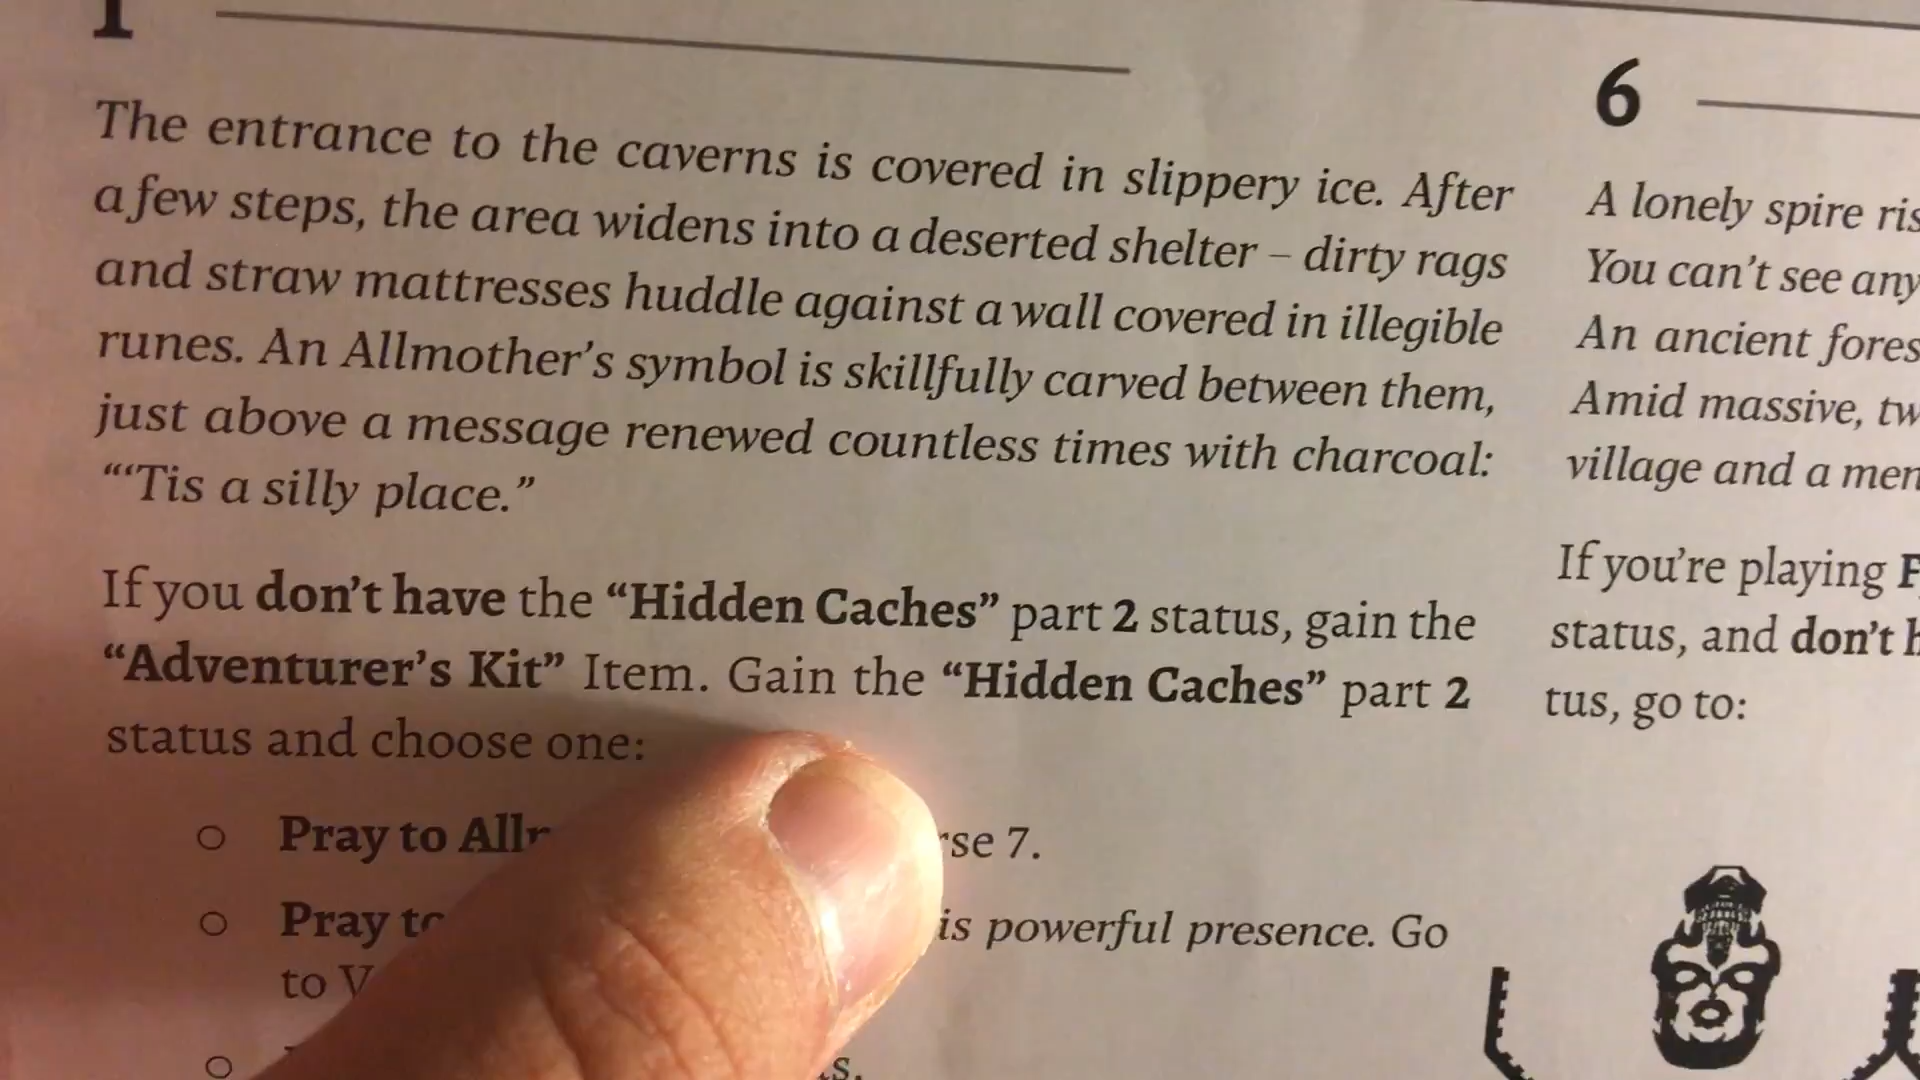 1
The entrance to the caverns is covered in slippery ice. After
a few steps, the area widens into a deserted shelter – dirty rags
and straw mattresses huddle against a wall covered in illegible
runes. An Allmother’s symbol is skillfully carved between them,
just above a message renewed countless times with charcoal:
“‘Tis a silly place.”
If you don’t have the “Hidden Caches” part 2 status, gain the
“Adventurer’s Kit” Item. Gain the “Hidden Caches” part 2
status and choose one:
Pray to 7.
Pray is powerful presence. Go
to
6
A lonely spire
You can’t see
An ancient
Amid massive,
village and a
If you’re playing
status, and don’t
tus, go to: